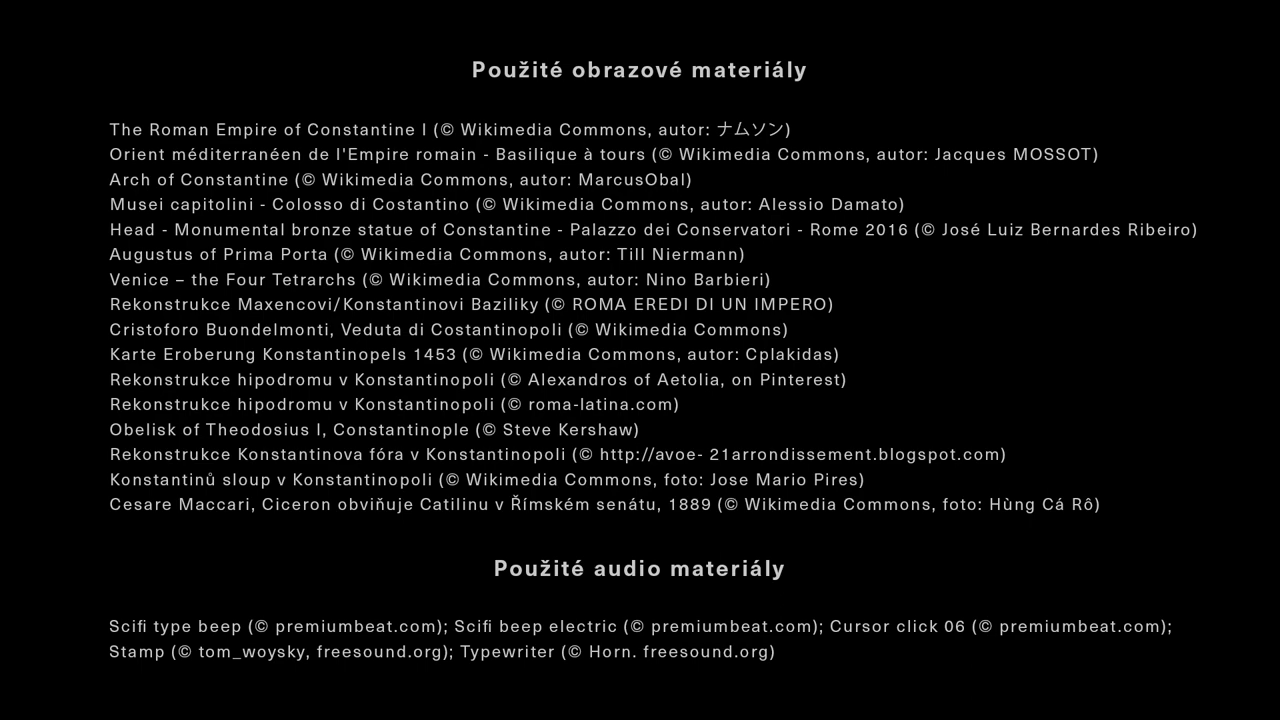 Použité obrazové materiály
The Roman Empire of Constantine I (© Wikimedia Commons, autor: ナムソン)
Orient méditerranéen de l'Empire romain - Basilique à tours (© Wikimedia Commons, autor: Jacques MOSSOT)
Arch of Constantine (© Wikimedia Commons, autor: MarcusObal)
Musei capitolini - Colosso di Costantino (© Wikimedia Commons, autor: Alessio Damato)
Head - Monumental bronze statue of Constantine - Palazzo dei Conservatori - Rome 2016 (© José Luiz Bernardes Ribeiro)
Augustus of Prima Porta (© Wikimedia Commons, autor: Till Niermann)
Venice – the Four Tetrarchs (© Wikimedia Commons, autor: Nino Barbieri)
Rekonstrukce Maxencovi/Konstantinovi Baziliky (© ROMA EREDI DI UN IMPERO)
Cristoforo Buondelmonti, Veduta di Costantinopoli (© Wikimedia Commons)
Karte Eroberung Konstantinopels 1453 (© Wikimedia Commons, autor: Cplakidas)
Rekonstrukce hipodromu v Konstantinopoli (© Alexandros of Aetolia, on Pinterest)
Rekonstrukce hipodromu v Konstantinopoli (© roma-latina.com)
Obelisk of Theodosius I, Constantinople (© Steve Kershaw)
Rekonstrukce Konstantinova fóra v Konstantinopoli (© http://avoe- 21arrondissement.blogspot.com)
Konstantinů sloup v Konstantinopoli (© Wikimedia Commons, foto: Jose Mario Pires)
Cesare Maccari, Ciceron obviňuje Catilinu v Římském senátu, 1889 (© Wikimedia Commons, foto: Hùng Cá Rô)
Použité audio materiály
Scifi type beep (© premiumbeat.com); Scifi beep electric (© premiumbeat.com); Cursor click 06 (© premiumbeat.com);
Stamp (© tom_woysky, freesound.org); Typewriter (© Horn. freesound.org)